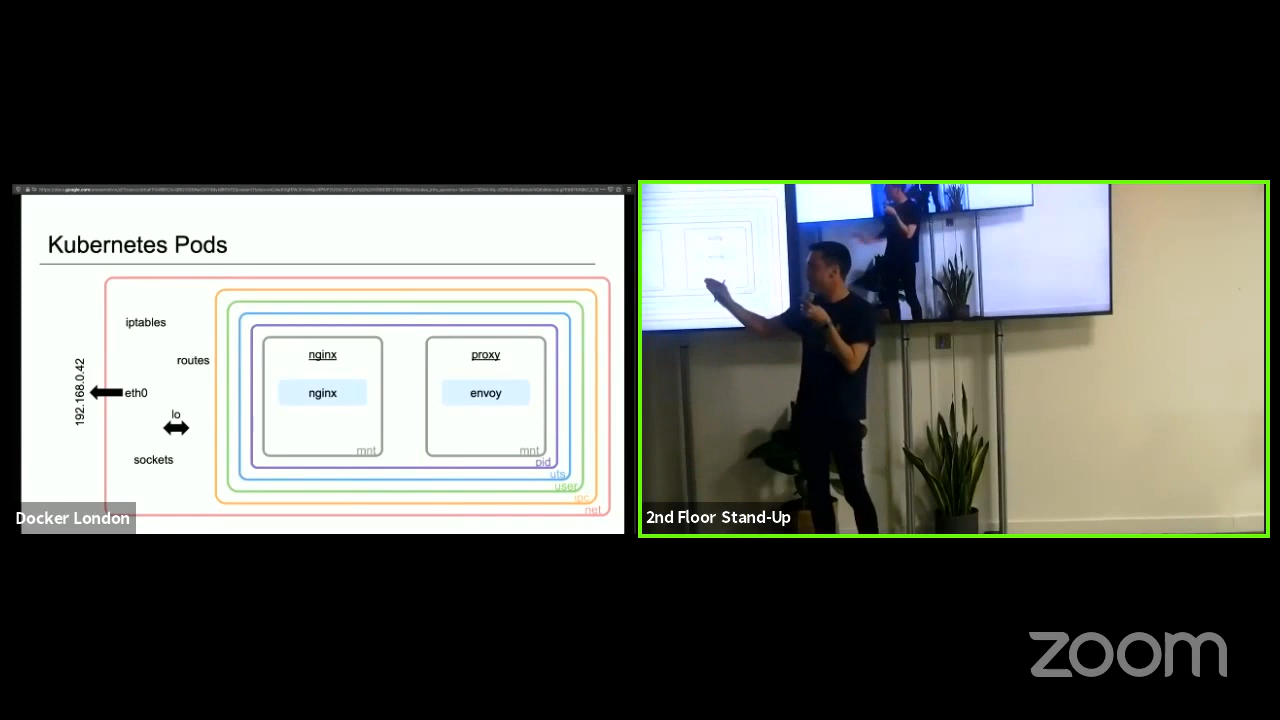 Kubernetes Pods
iptables
routes
192.168.0.42
eth0
lo
sockets
nginx
nginx
mnt
proxy
envoy
mnt
pid
uts
user
ipc
net
Docker London
2nd Floor Stand-Up
zoom